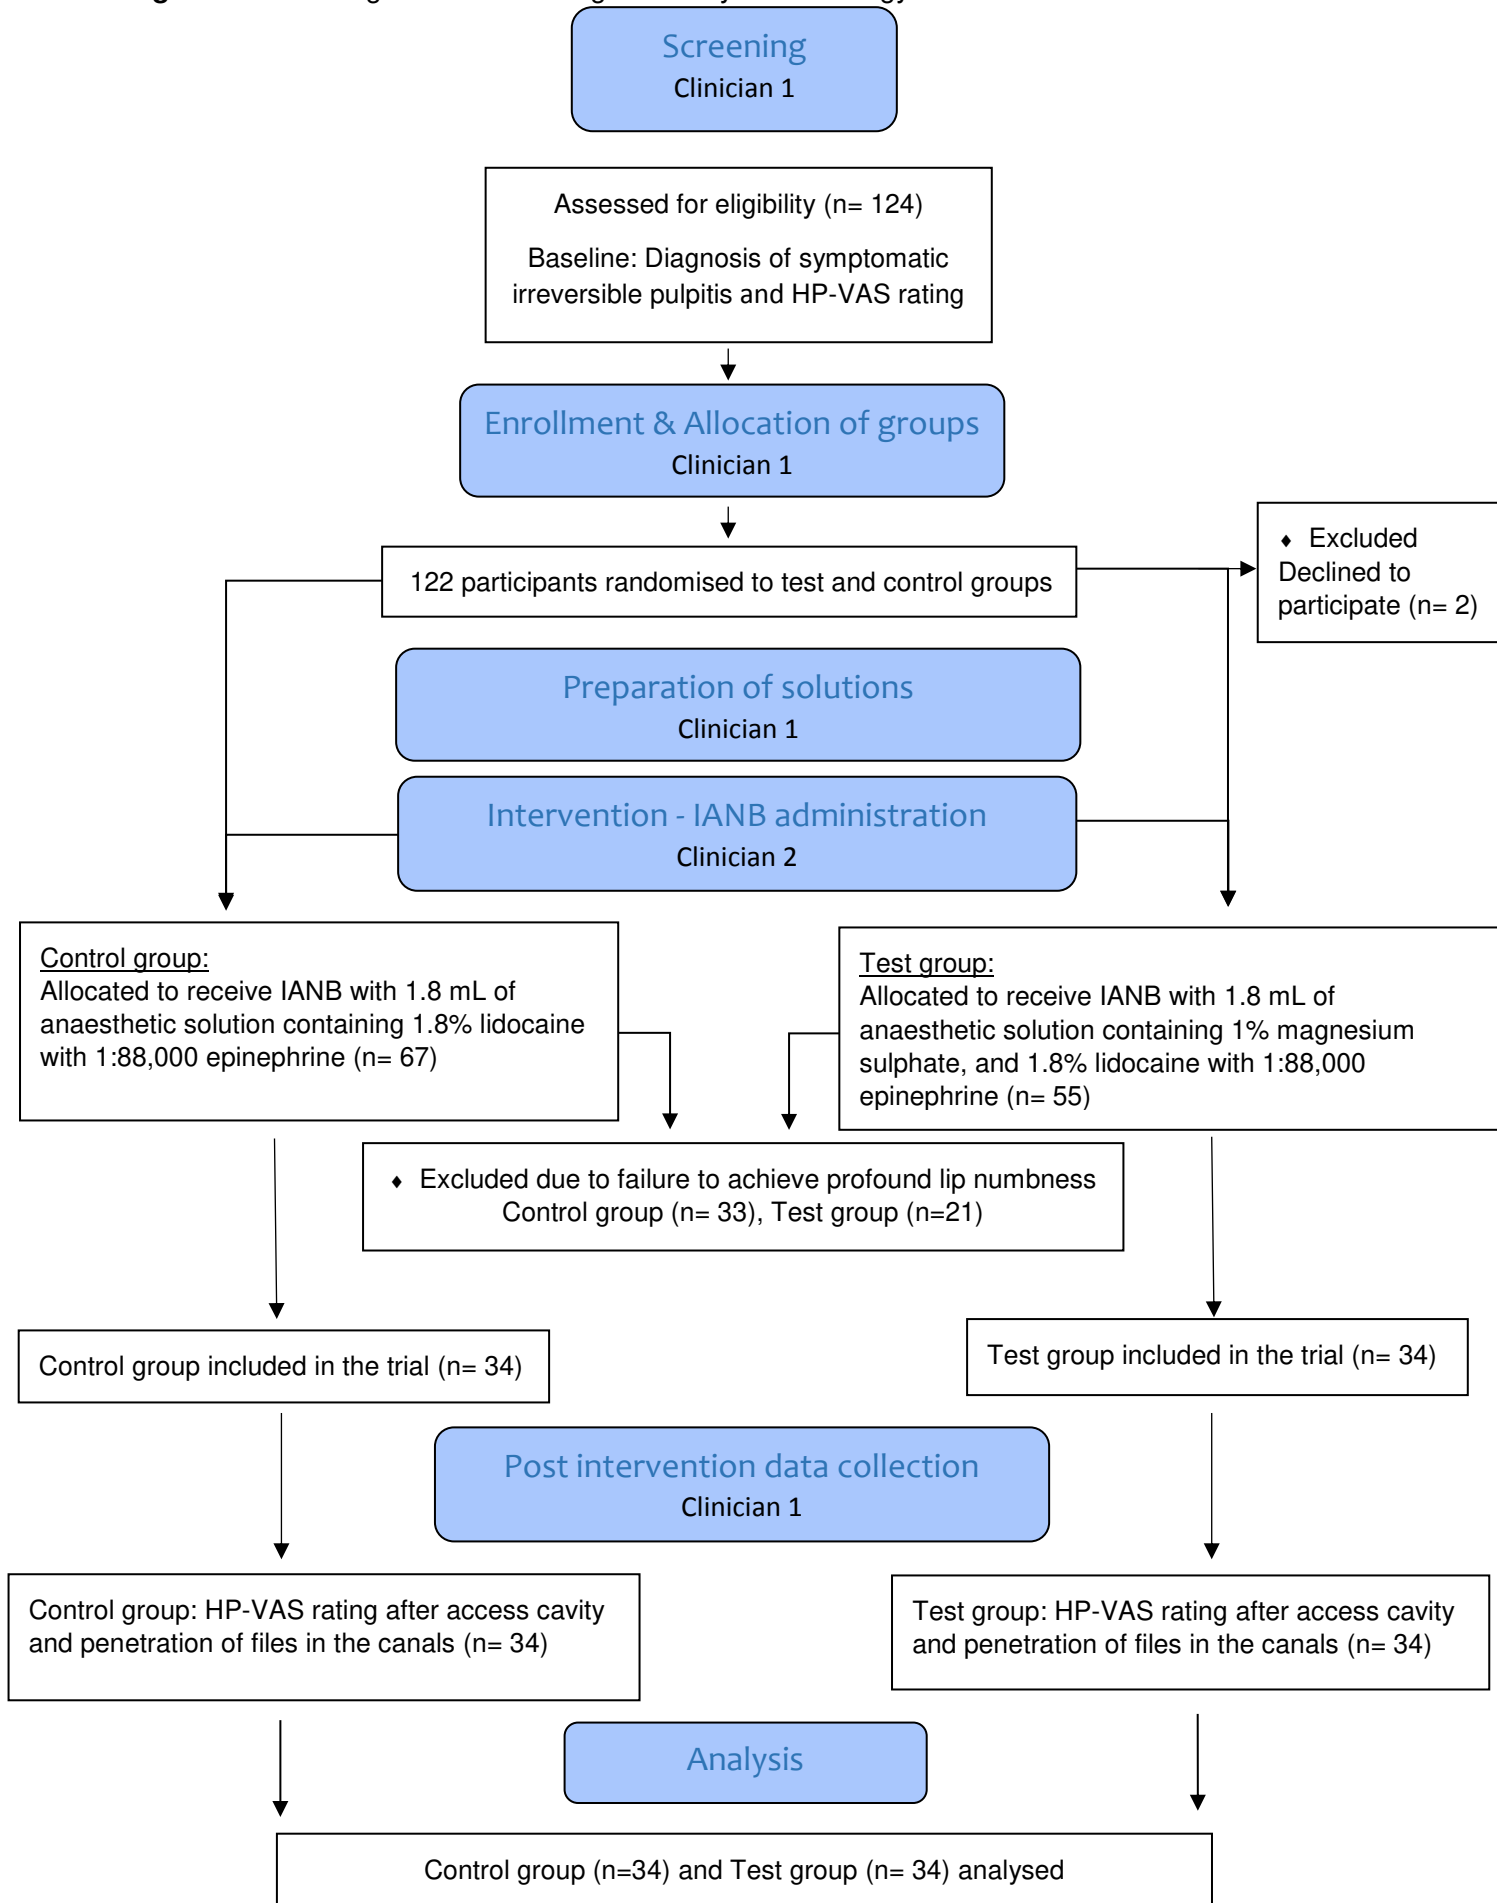 Screening
Clinician 1
Assessed for eligibility (n= 124)
Baseline: Diagnosis of symptomatic
irreversible pulpitis and HP-VAS rating
Enrollment & Allocation of groups
Clinician 1
122 participants randomised to test and control groups
♦ Excluded
Declined to
participate (n= 2)
Preparation of solutions
Clinician 1
Intervention - IANB administration
Clinician 2
Control group:
Allocated to receive IANB with 1.8 mL of
anaesthetic solution containing 1.8% lidocaine
with 1:88,000 epinephrine (n= 67)
Test group:
Allocated to receive IANB with 1.8 mL of
anaesthetic solution containing 1% magnesium
sulphate, and 1.8% lidocaine with 1:88,000
epinephrine (n= 55)
♦ Excluded due to failure to achieve profound lip numbness
Control group (n= 33), Test group (n=21)
Control group included in the trial (n= 34)
Test group included in the trial (n= 34)
Post intervention data collection
Clinician 1
Control group: HP-VAS rating after access cavity
and penetration of files in the canals (n= 34)
Test group: HP-VAS rating after access cavity
and penetration of files in the canals (n= 34)
Analysis
Control group (n=34) and Test group (n= 34) analysed